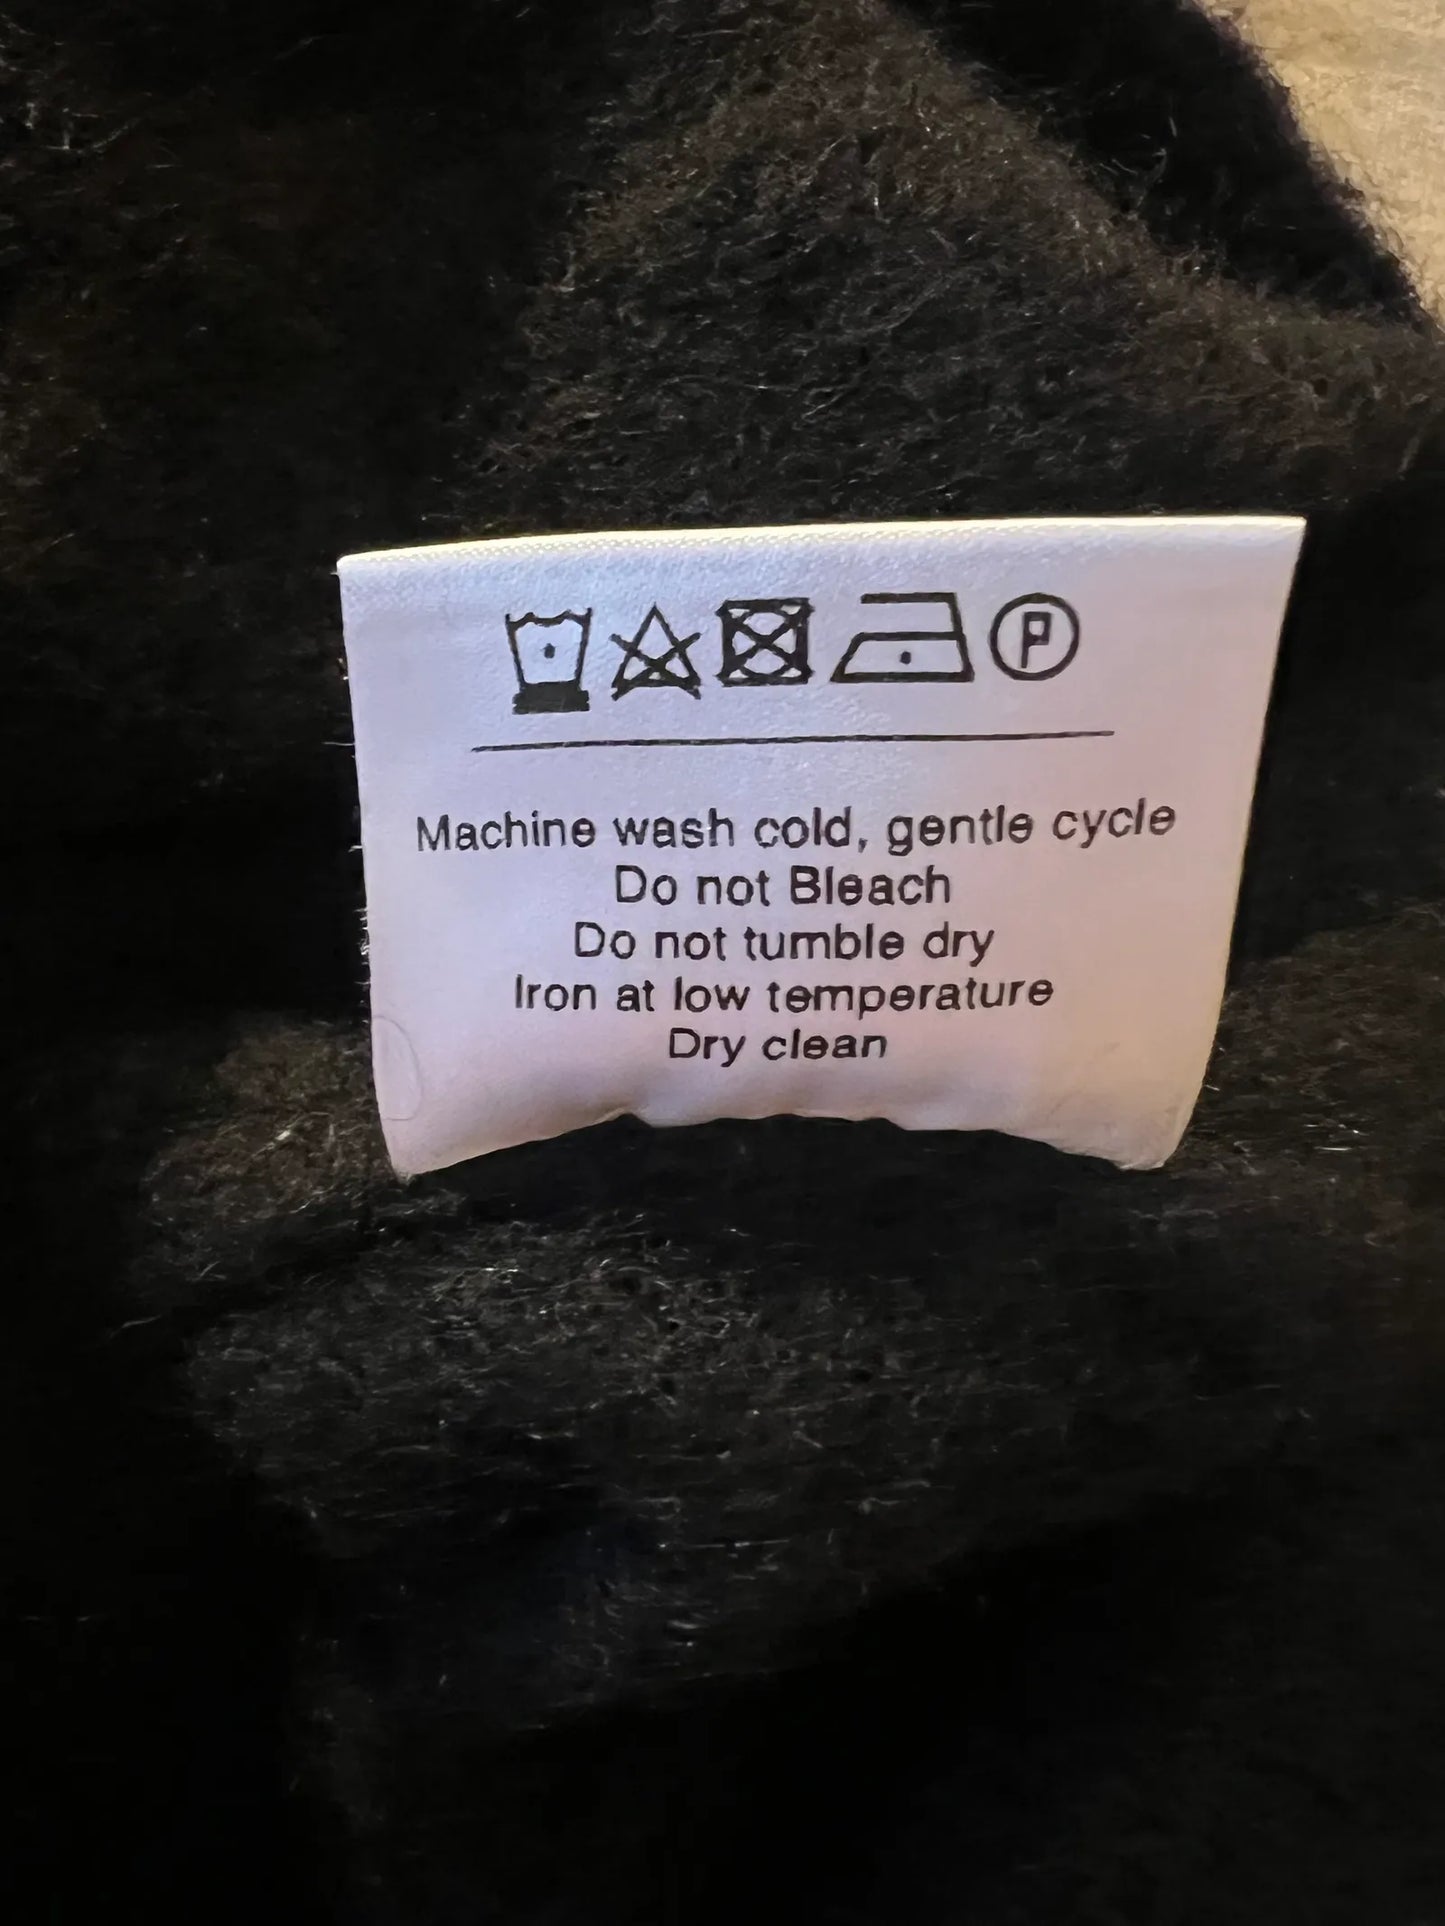 P
Machine wash cold, gentle cycle
Do not Bleach
Do not tumble dry
Iron at low temperature
Dry clean